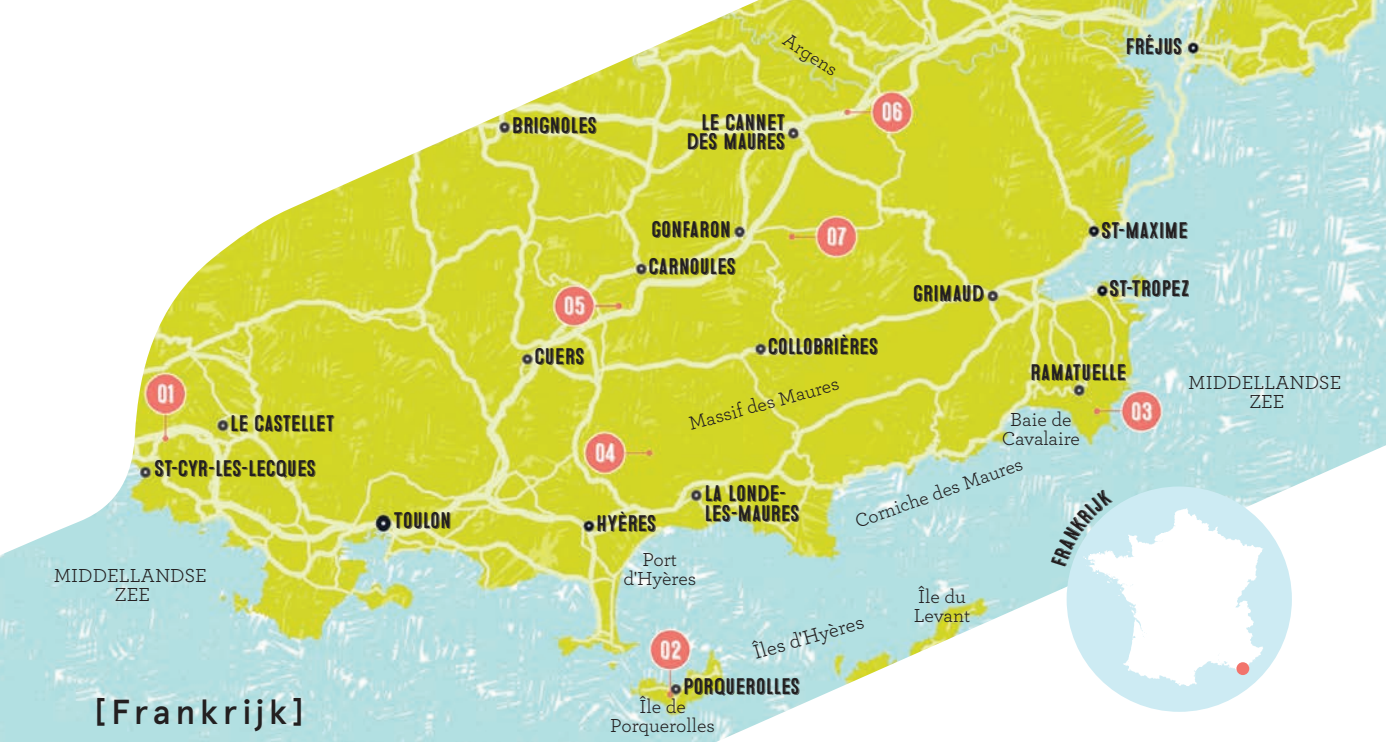 Argens
FRÉJUS
06
BRIGNOLES
LE CANNET
DES MAURES
GONFARON
07
ST-MAXIME
CARNOULES
GRIMAUD
ST-TROPEZ
05
CUERS
COLLOBRIÈRES
RAMATUELLE
MIDDELLANDSE
ZEE
01
LE CASTELLET
Massif des Maures
Baie de
Cavalaire
03
04
ST-CYR-LES-LECQUES
LA LONDE-
LES-MAURES
Corniche des Maures
TOULON
HYÈRES
FRANKRIJK
Port
d'Hyères
MIDDELLANDSE
ZEE
Île du
Levant
Îles d'Hyères
02
PORQUEROLLES
Île de
Porquerolles
[Frankrijk]